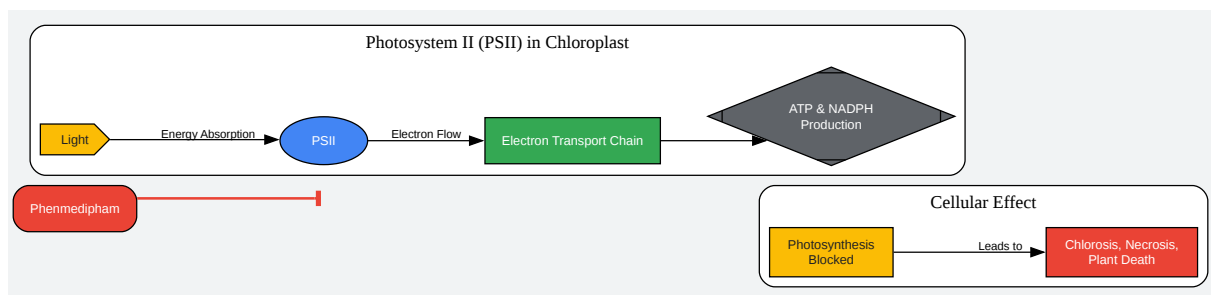 Photosystem II (PSII) in Chloroplast
Light
Energy Absorption
PSII
Electron Flow
Electron Transport Chain
ATP & NADPH
Production
Phenmedipham
Cellular Effect
Photosynthesis
Blocked
Leads to
Chlorosis, Necrosis,
Plant Death